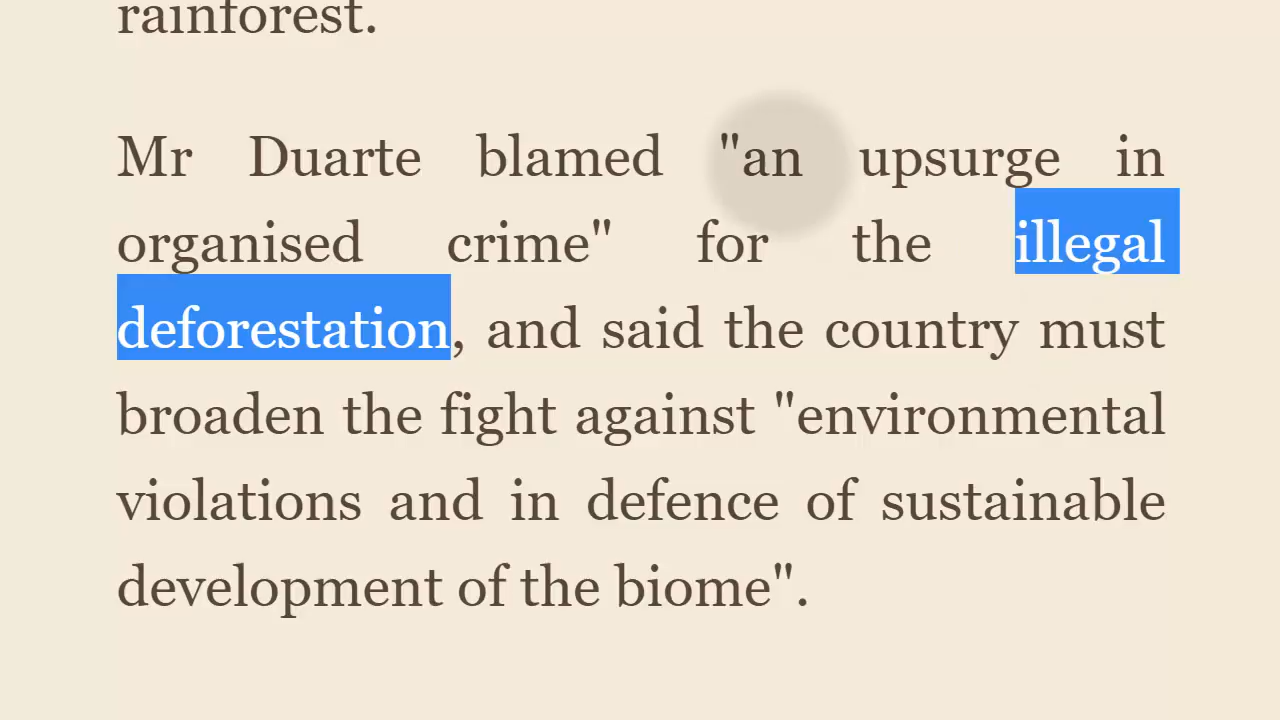 rainforest.
Mr Duarte blamed "an upsurge in
organised crime" for the illegal
deforestation, and said the country must
broaden the fight against "environmental
violations and in defence of sustainable
development of the biome".